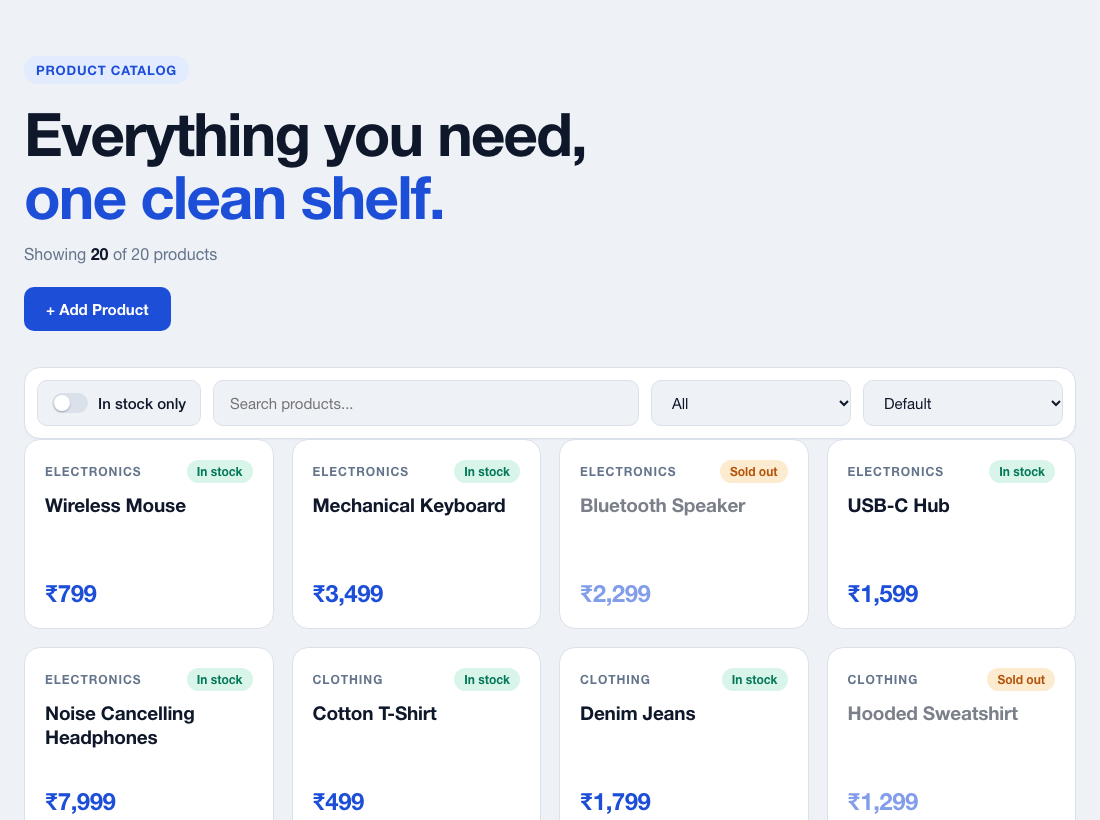 PRODUCT CATALOG
Everything you need,
one clean shelf.
Showing 20 of 20 products
+ Add Product
In stock only
Search products...
All
Default
ELECTRONICS
In stock
Wireless Mouse
₹799
ELECTRONICS
In stock
Mechanical Keyboard
₹3,499
ELECTRONICS
Sold out
Bluetooth Speaker
₹2,299
ELECTRONICS
In stock
USB-C Hub
₹1,599
ELECTRONICS
In stock
Noise Cancelling
Headphones
₹7,999
CLOTHING
In stock
Cotton T-Shirt
₹499
CLOTHING
In stock
Denim Jeans
₹1,799
CLOTHING
Sold out
Hooded Sweatshirt
₹1,299